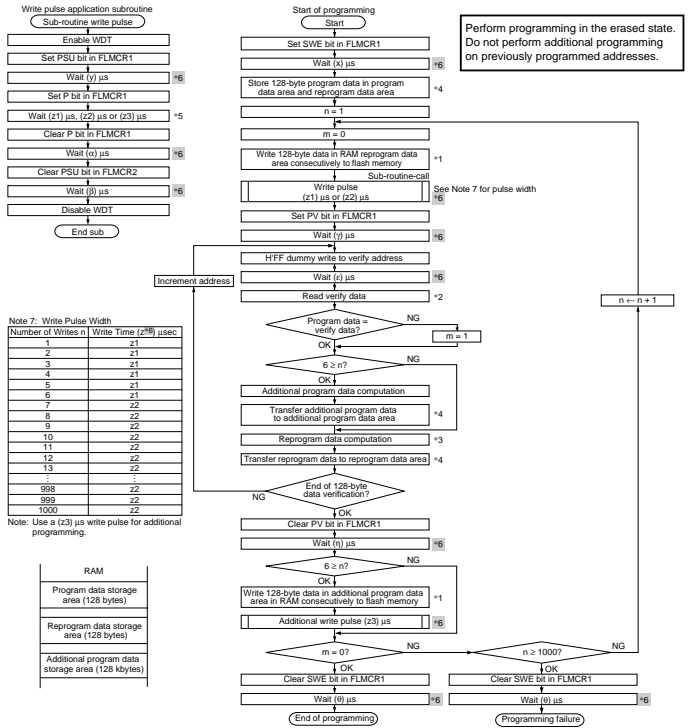 Write pulse application subroutine
Sub-routine write pulse
Enable WDT
Set PSU bit in FLMCR1
Wait (y) µs
*6
Set P bit in FLMCR1
Wait (z1) µs, (z2) µs or (z3) µs
*5
Clear P bit in FLMCR1
Wait (α) µs
*6
Clear PSU bit in FLMCR2
Wait (β) µs
*6
Disable WDT
End sub
Start of programming
Start
Set SWE bit in FLMCR1
Wait (x) µs
*6
Store 128-byte program data in program
data area and reprogram data area
*4
n = 1
m = 0
Write 128-byte data in RAM reprogram data
area consecutively to flash memory
*1
Sub-routine-call
Write pulse
(z1) µs or (z2) µs
See Note 7 for pulse width
*6
Set PV bit in FLMCR1
Wait (γ) µs
*6
H'FF dummy write to verify address
Wait (ε) µs
*6
Read verify data
*2
Increment address
Program data =
verify data?
NG
m = 1
OK
6 ≥ n?
NG
OK
Additional program data computation
Transfer additional program data
to additional program data area
*4
Reprogram data computation
*3
Transfer reprogram data to reprogram data area
*4
End of 128-byte
data verification?
NG
OK
Clear PV bit in FLMCR1
Wait (η) µs
*6
6 ≥ n?
NG
OK
Write 128-byte data in additional program data
area in RAM consecutively to flash memory
*1
Additional write pulse (z3) µs
*6
m = 0?
NG
OK
Clear SWE bit in FLMCR1
Wait (θ) µs
*6
End of programming
n ≥ 1000?
NG
OK
Clear SWE bit in FLMCR1
Wait (θ) µs
*6
Programming failure
n ← n + 1
Perform programming in the erased state.
Do not perform additional programming
on previously programmed addresses.
Note 7: Write Pulse Width
Number of Writes n Write Time (z*6) µsec
1 z1
2 z1
3 z1
4 z1
5 z1
6 z1
7 z2
8 z2
9 z2
10 z2
11 z2
12 z2
13 z2
⋮ ⋮
998 z2
999 z2
1000 z2
Note: Use a (z3) µs write pulse for additional
programming.
RAM
Program data storage
area (128 bytes)
Reprogram data storage
area (128 bytes)
Additional program data
storage area (128 kbytes)